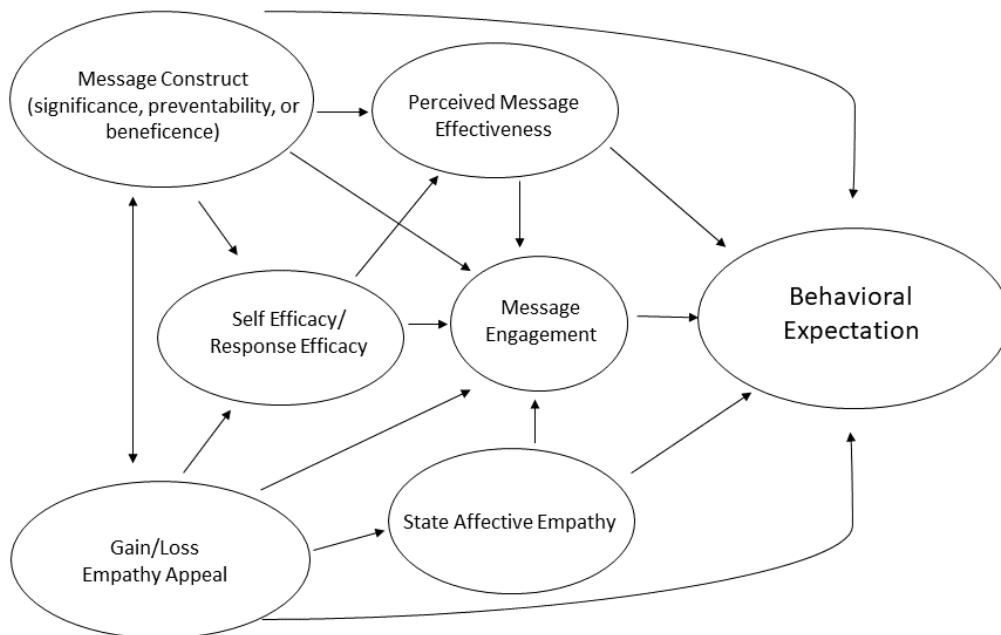 Message Construct
(significance, preventability, or
beneficence)
Perceived Message
Effectiveness
Self Efficacy/
Response Efficacy
Message
Engagement
Behavioral
Expectation
State Affective Empathy
Gain/Loss
Empathy Appeal